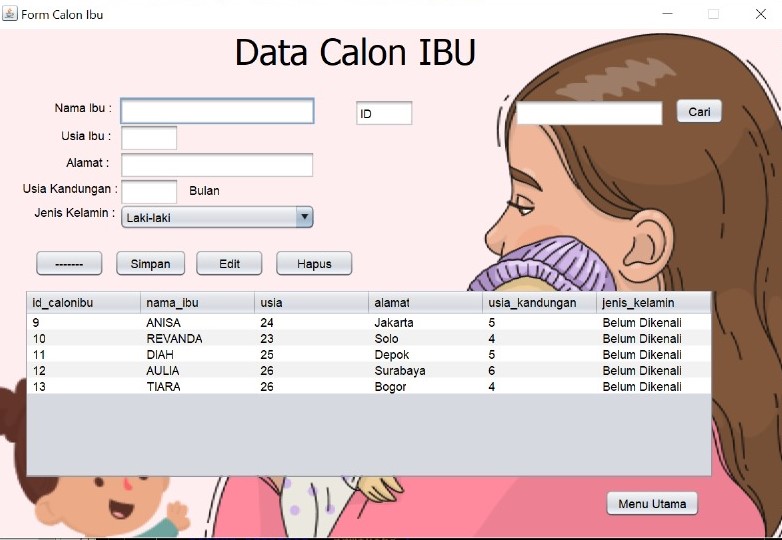 Form Calon Ibu
Data Calon IBU
Nama Ibu : ID Cari
Usia Ibu :
Alamat :
Usia Kandungan : Bulan
Jenis Kelamin : Laki-laki
------- Simpan Edit Hapus
id_calonibu nama_ibu usia alamat usia_kandungan jenis_kelamin
9 ANISA 24 Jakarta 5 Belum Dikenali
10 REVANDA 23 Solo 4 Belum Dikenali
11 DIAH 25 Depok 5 Belum Dikenali
12 AULIA 26 Surabaya 6 Belum Dikenali
13 TIARA 26 Bogor 4 Belum Dikenali
Menu Utama